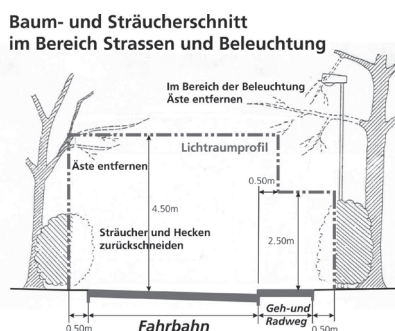 Baum- und Sträucherschnitt
im Bereich Strassen und Beleuchtung
Im Bereich der Beleuchtung
Äste entfernen
Lichtraumprofil
Äste entfernen
0.50m
4.50m
Sträucher und Hecken
zurückschneiden
2.50m
0.50m
Fahrbahn
Geh-und
Radweg
0.50m